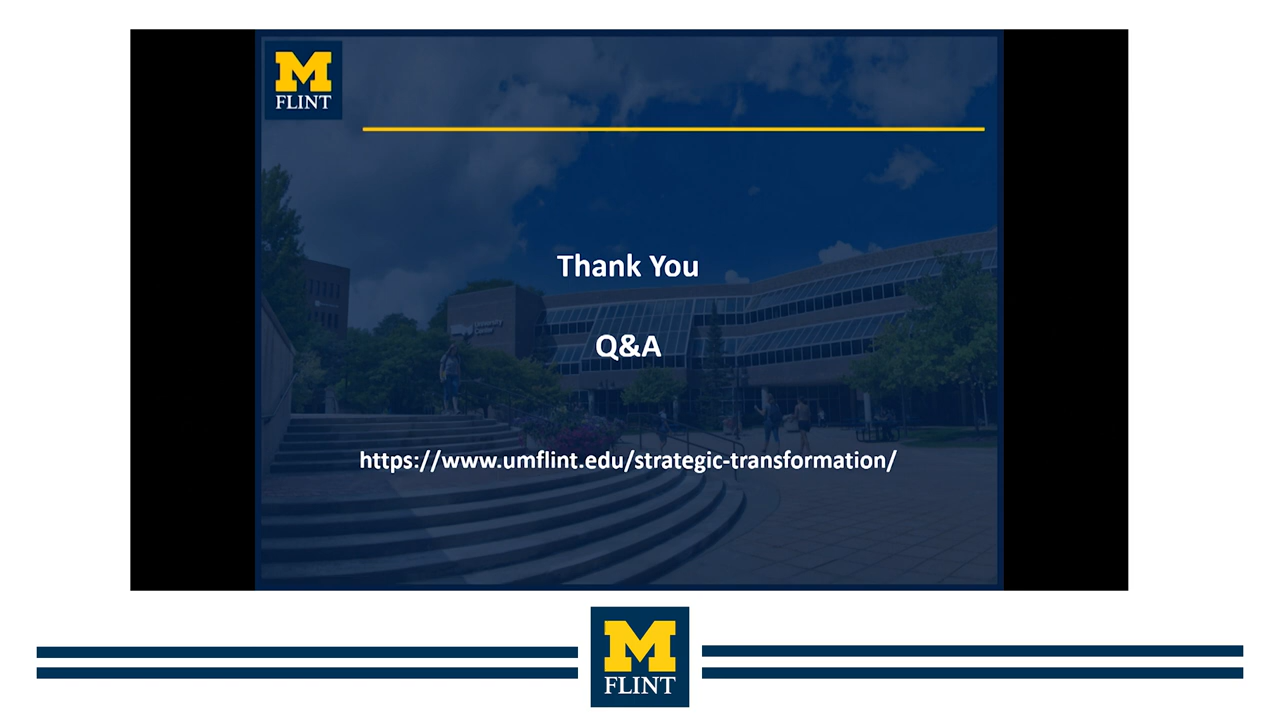 M
FLINT
Thank You
Q&A
https://www.umflint.edu/strategic-transformation/
M
FLINT